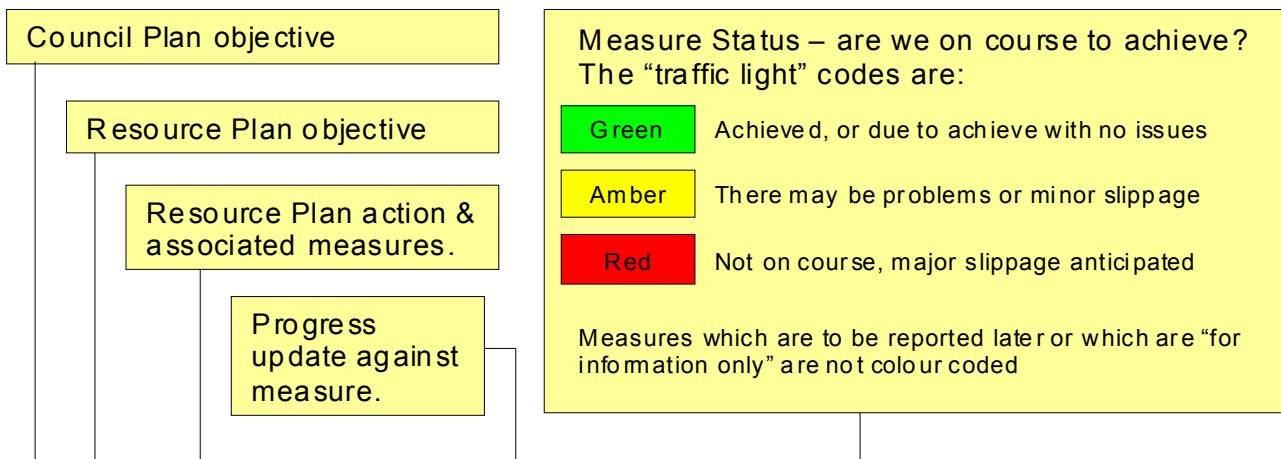 Council Plan objective
Resource Plan objective
Resource Plan action &
associated measures.
Progress
update against
measure.
Measure Status – are we on course to achieve?
The “traffic light” codes are:
Green Achieved, or due to achieve with no issues
Amber There may be problems or minor slippage
Red Not on course, major slippage anticipated
Measures which are to be reported later or which are “for
information only” are not colour coded